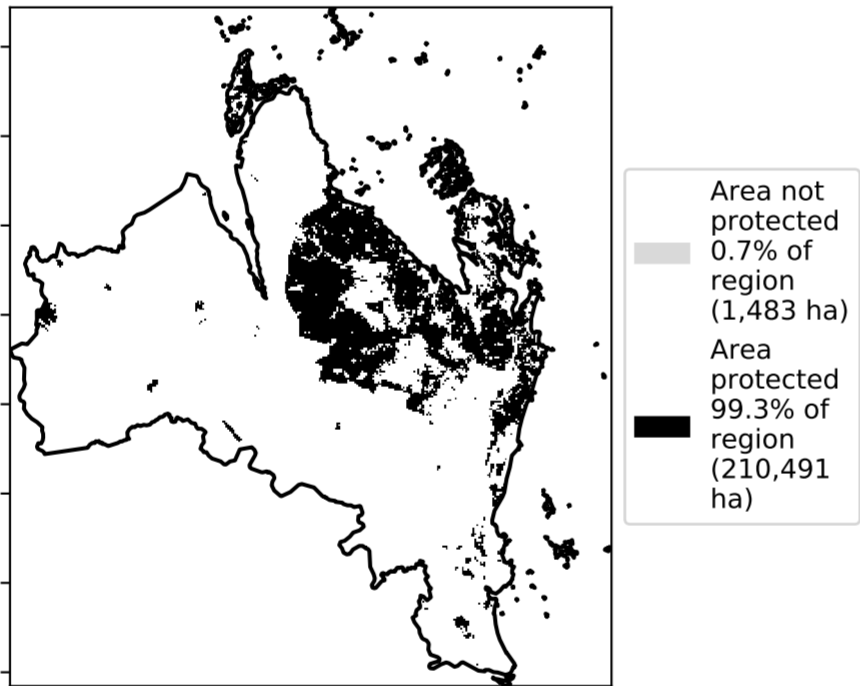 Area not
protected
0.7% of
region
(1,483 ha)
Area
protected
99.3% of
region
(210,491
ha)